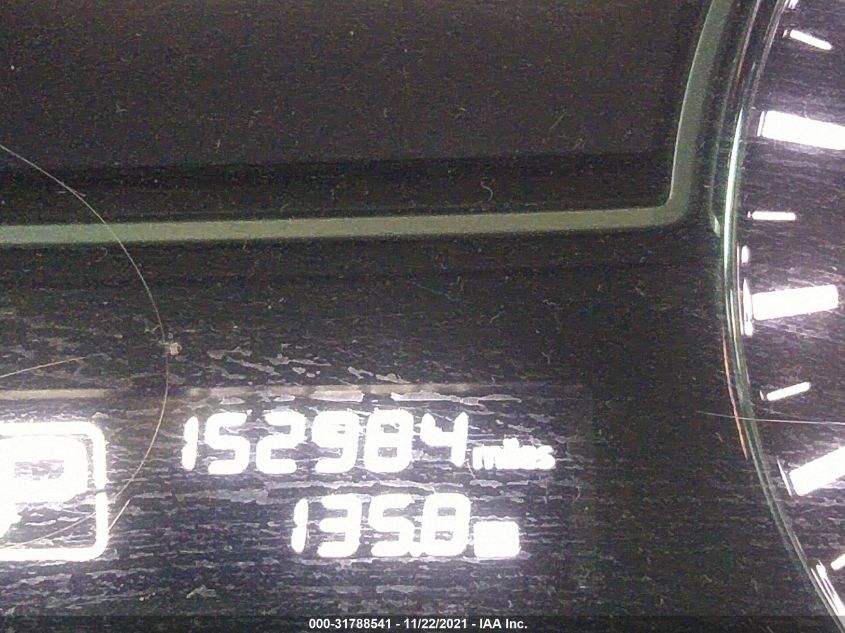 152984 miles
P
135.8
000-31788541 - 11/22/2021 - IAA Inc.